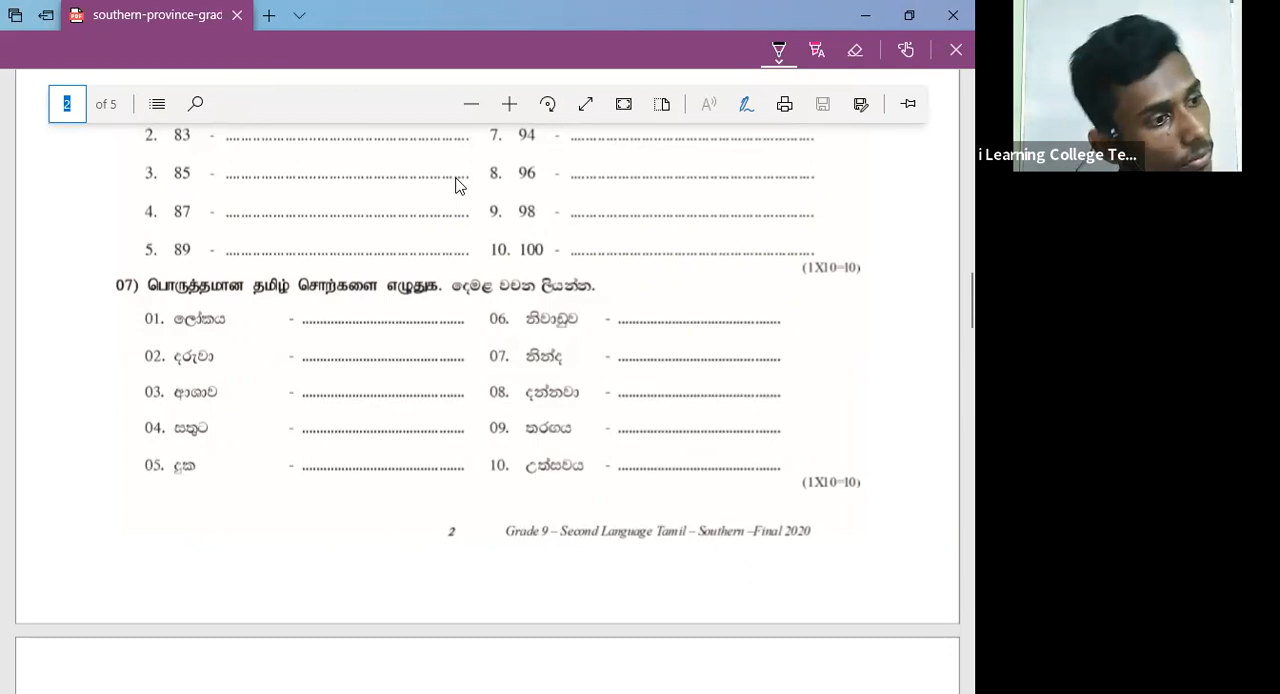 southern-province-grad
2 of 5
i Learning College Te...
2. 83 - ........................................ 7. 94 - ........................................
3. 85 - ........................................ 8. 96 - ........................................
4. 87 - ........................................ 9. 98 - ........................................
5. 89 - ........................................ 10. 100 - ........................................
(1X10=10)
07) பொருத்தமான தமிழ் சொற்களை எழுதுக. දෙමළ වචන ලියන්න.
01. ලෝකය - ........................................ 06. නිවාඩුව - ........................................
02. දරුවා - ........................................ 07. නින්ද - ........................................
03. ආශාව - ........................................ 08. දන්නවා - ........................................
04. සතුට - ........................................ 09. තරගය - ........................................
05. දුක - ........................................ 10. උත්සවය - ........................................
(1X10=10)
2 Grade 9 – Second Language Tamil – Southern –Final 2020